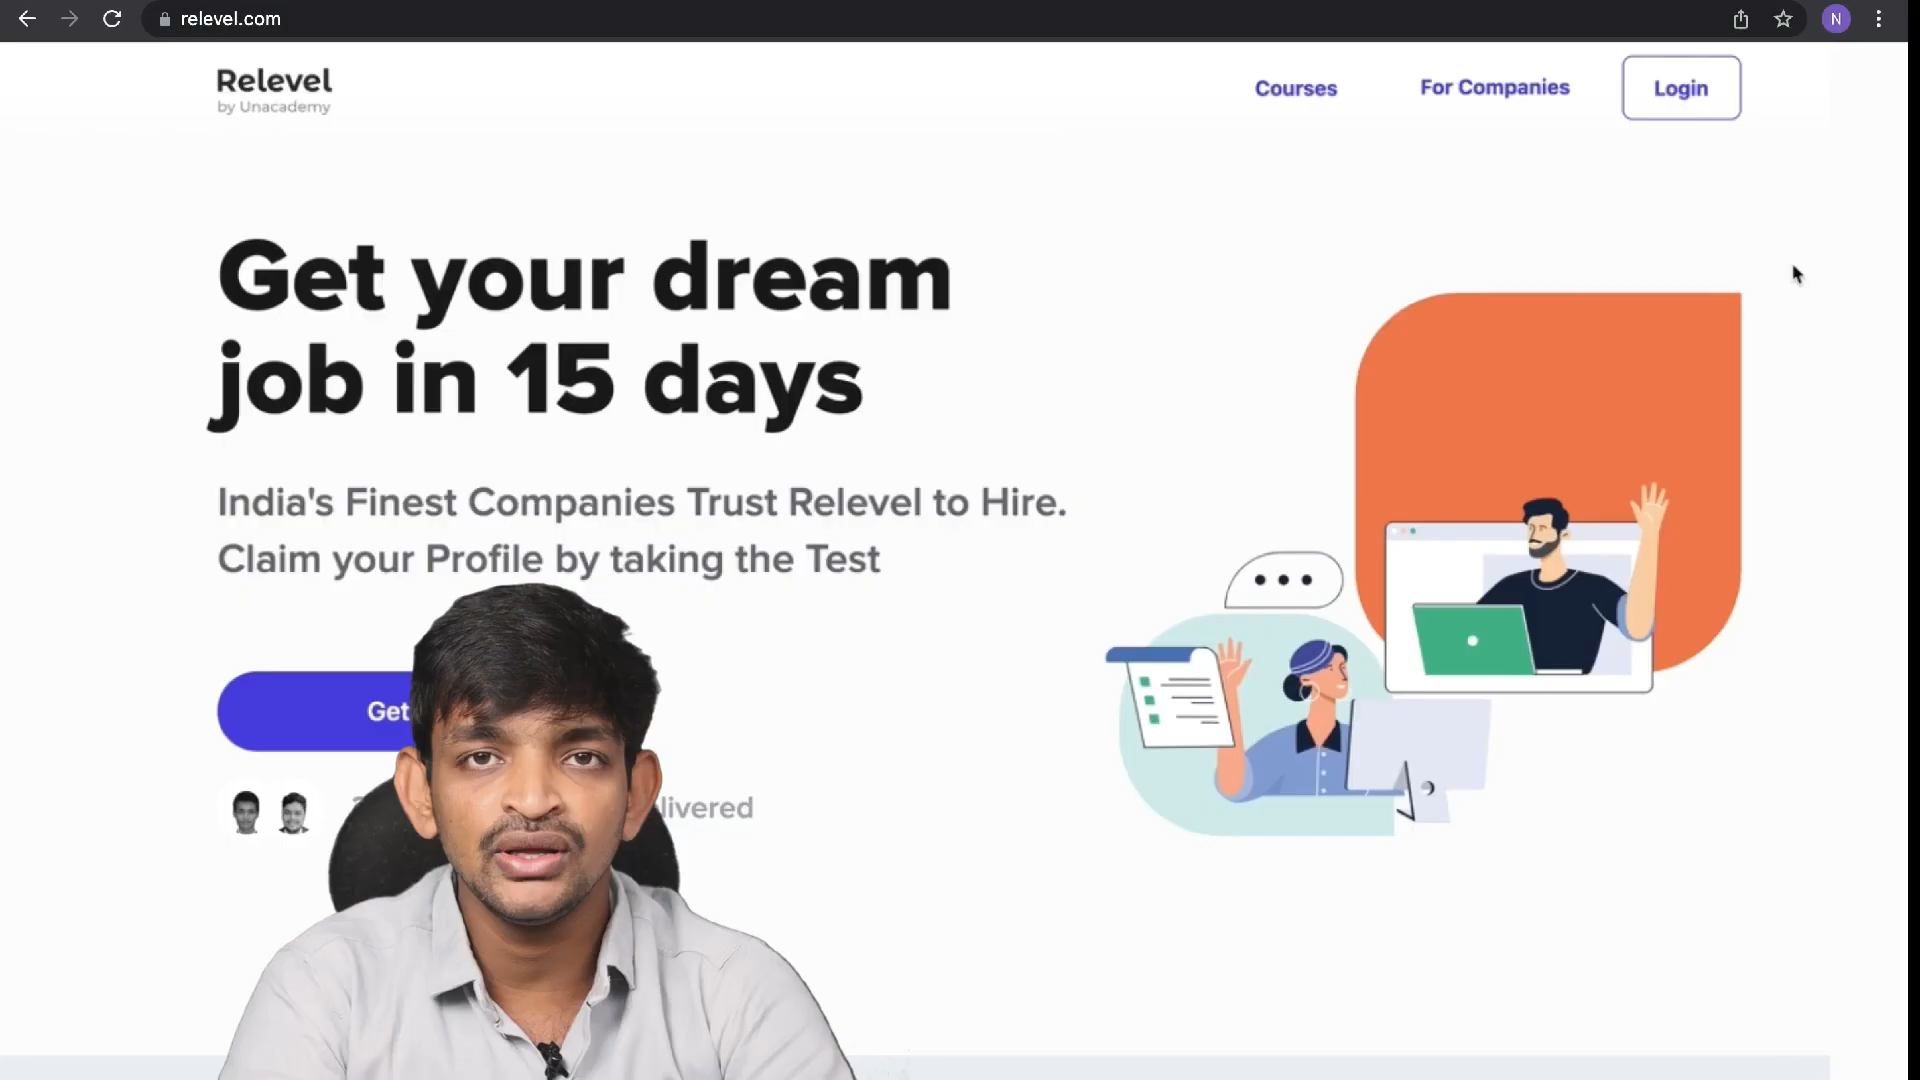 relevel.com
N
Relevel
by Unacademy
Courses
For Companies
Login
Get your dream
job in 15 days
India's Finest Companies Trust Relevel to Hire.
Claim your Profile by taking the Test
Get